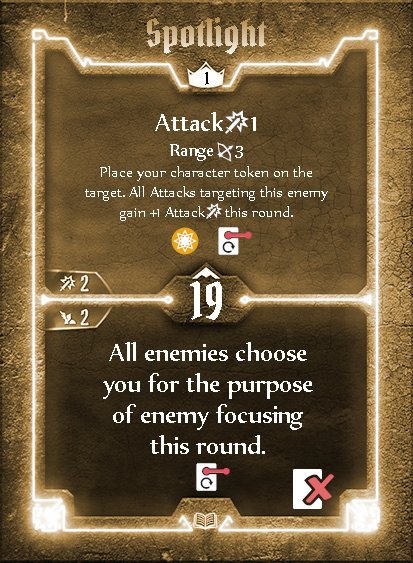 Spotlight
1
Attack 1
Range 3
Place your character token on the
target. All Attacks targeting this enemy
gain +1 Attack this round.
2
19
2
All enemies choose
you for the purpose
of enemy focusing
this round.